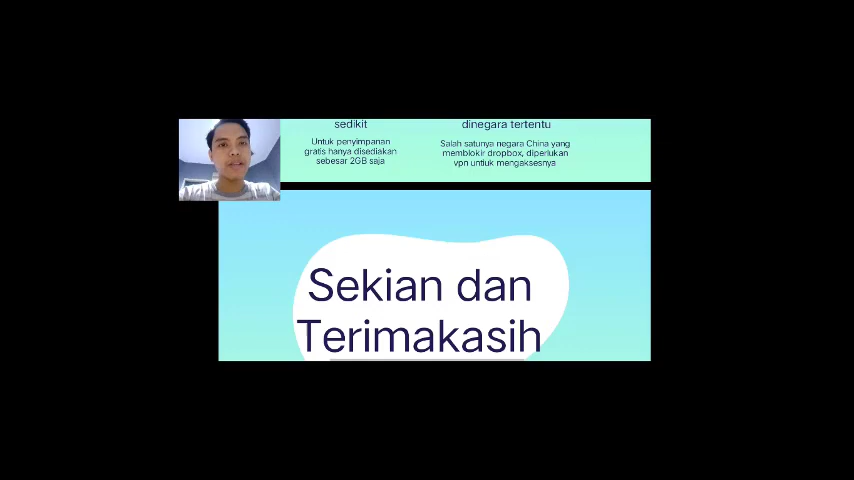 sedikit
Untuk penyimpanan
gratis hanya disediakan
sebesar 2GB saja
dinegara tertentu
Salah satunya negara China yang
memblokir dropbox, diperlukan
vpn untiuk mengaksesnya
Sekian dan
Terimakasih